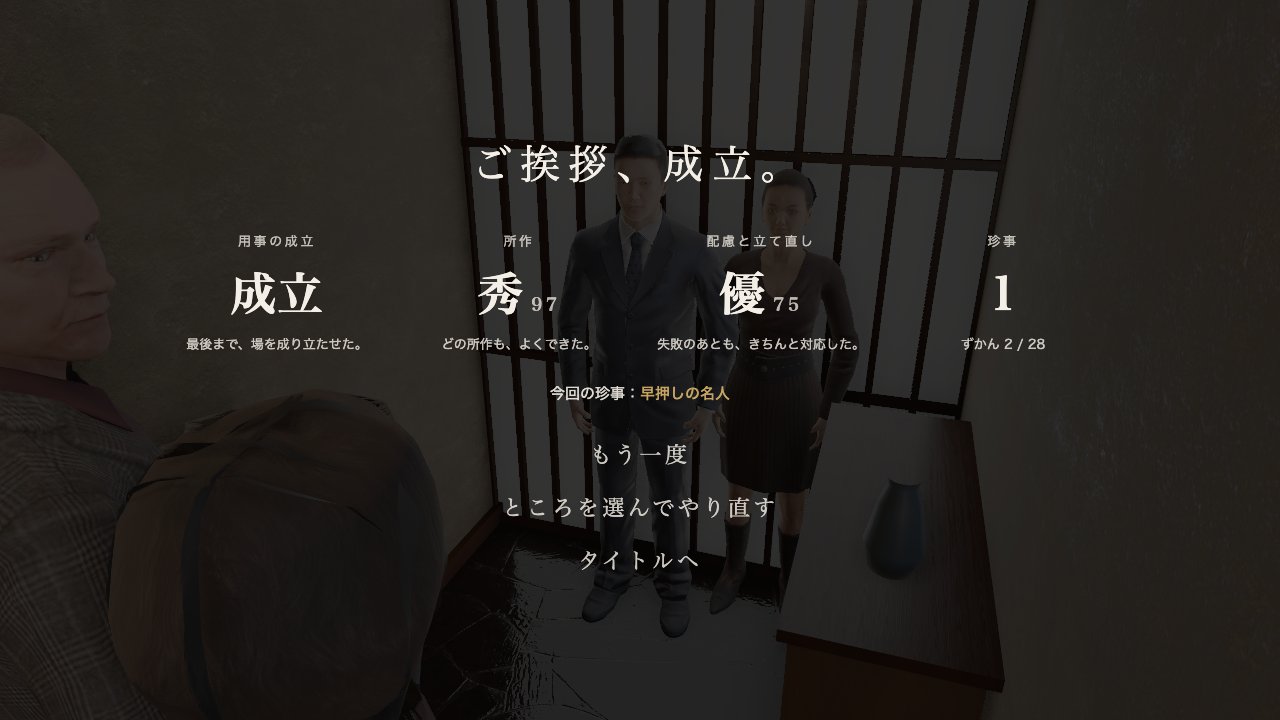 ご挨拶、成立。
用事の成立 所作 配慮と立て直し 珍事
成立 秀 97 優 75 1
最後まで、場を成り立たせた。 どの所作も、よくできた。 失敗のあとも、きちんと対応した。 ずかん 2 / 28
今回の珍事：早押しの名人
もう一度
ところを選んでやり直す
タイトルへ